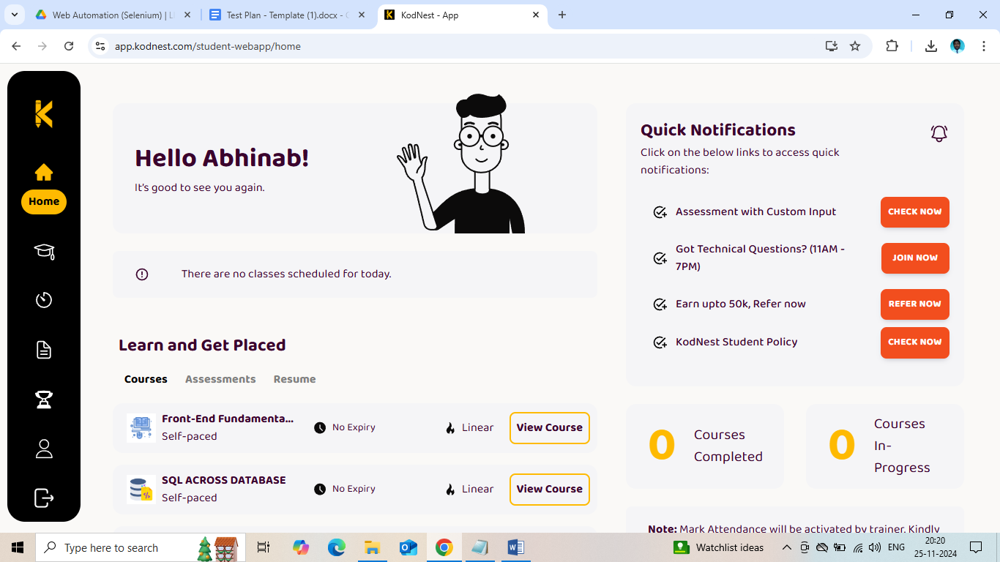 Web Automation (Selenium) | Li
Test Plan - Template (1).docx - G
KodNest - App
app.kodnest.com/student-webapp/home
Hello Abhinab!
It's good to see you again.
There are no classes scheduled for today.
Quick Notifications
Click on the below links to access quick
notifications:
Assessment with Custom Input
CHECK NOW
Got Technical Questions? (11AM -
7PM)
JOIN NOW
Earn upto 50k, Refer now
REFER NOW
KodNest Student Policy
CHECK NOW
Home
Learn and Get Placed
Courses Assessments Resume
Front-End Fundamenta...
Self-paced
No Expiry
Linear
View Course
SQL ACROSS DATABASE
Self-paced
No Expiry
Linear
View Course
0
Courses
Completed
0
Courses
In-
Progress
Note: Mark Attendance will be activated by trainer. Kindly
Type here to search
Watchlist ideas
ENG
20:20
25-11-2024